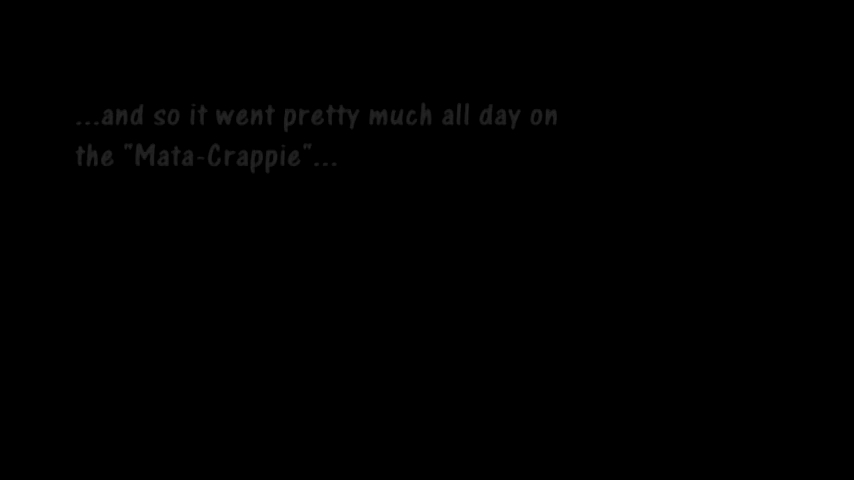 ...and so it went pretty much all day on
the "Mata-Crappie"...